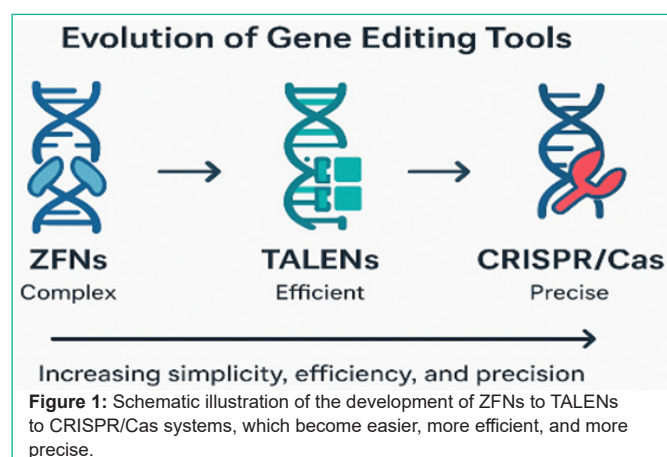 Evolution of Gene Editing Tools
ZFNs TALENs CRISPR/Cas
Complex Efficient Precise
Increasing simplicity, efficiency, and precision
Figure 1: Schematic illustration of the development of ZFNs to TALENs
to CRISPR/Cas systems, which become easier, more efficient, and more
precise.